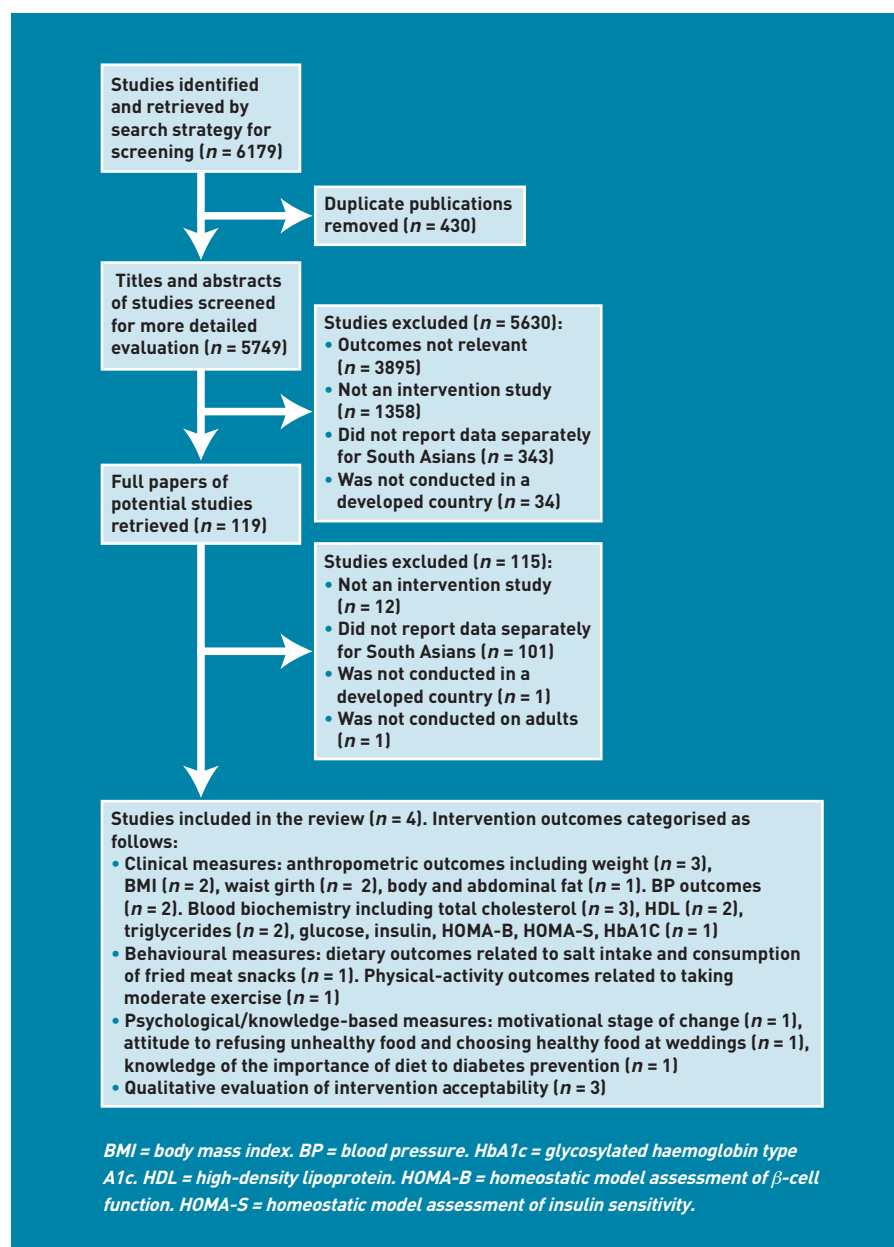 Studies identified
and retrieved by
search strategy for
screening (n = 6179)
Duplicate publications
removed (n = 430)
Titles and abstracts
of studies screened
for more detailed
evaluation (n = 5749)
Studies excluded (n = 5630):
• Outcomes not relevant
(n = 3895)
• Not an intervention study
(n = 1358)
• Did not report data separately
for South Asians (n = 343)
• Was not conducted in a
developed country (n = 34)
Full papers of
potential studies
retrieved (n = 119)
Studies excluded (n = 115):
• Not an intervention study
(n = 12)
• Did not report data separately
for South Asians (n = 101)
• Was not conducted in a
developed country (n = 1)
• Was not conducted on adults
(n = 1)
Studies included in the review (n = 4). Intervention outcomes categorised as
follows:
• Clinical measures: anthropometric outcomes including weight (n = 3),
BMI (n = 2), waist girth (n = 2), body and abdominal fat (n = 1). BP outcomes
(n = 2). Blood biochemistry including total cholesterol (n = 3), HDL (n = 2),
triglycerides (n = 2), glucose, insulin, HOMA-B, HOMA-S, HbA1C (n = 1)
• Behavioural measures: dietary outcomes related to salt intake and consumption
of fried meat snacks (n = 1). Physical-activity outcomes related to taking
moderate exercise (n = 1)
• Psychological/knowledge-based measures: motivational stage of change (n = 1),
attitude to refusing unhealthy food and choosing healthy food at weddings (n = 1),
knowledge of the importance of diet to diabetes prevention (n = 1)
• Qualitative evaluation of intervention acceptability (n = 3)
BMI = body mass index. BP = blood pressure. HbA1c = glycosylated haemoglobin type
A1c. HDL = high-density lipoprotein. HOMA-B = homeostatic model assessment of β-cell
function. HOMA-S = homeostatic model assessment of insulin sensitivity.